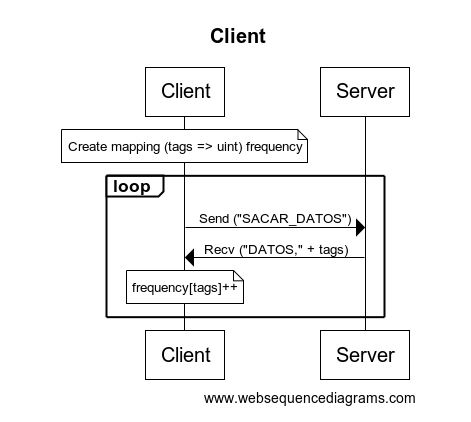 Client
Client Server
Create mapping (tags => uint) frequency
loop
Send ("SACAR_DATOS")
Recv ("DATOS," + tags)
frequency[tags]++
Client Server
www.websequencediagrams.com